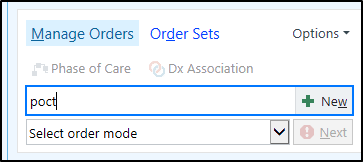 Manage Orders Order Sets Options
Phase of Care Dx Association
poct New
Select order mode Next